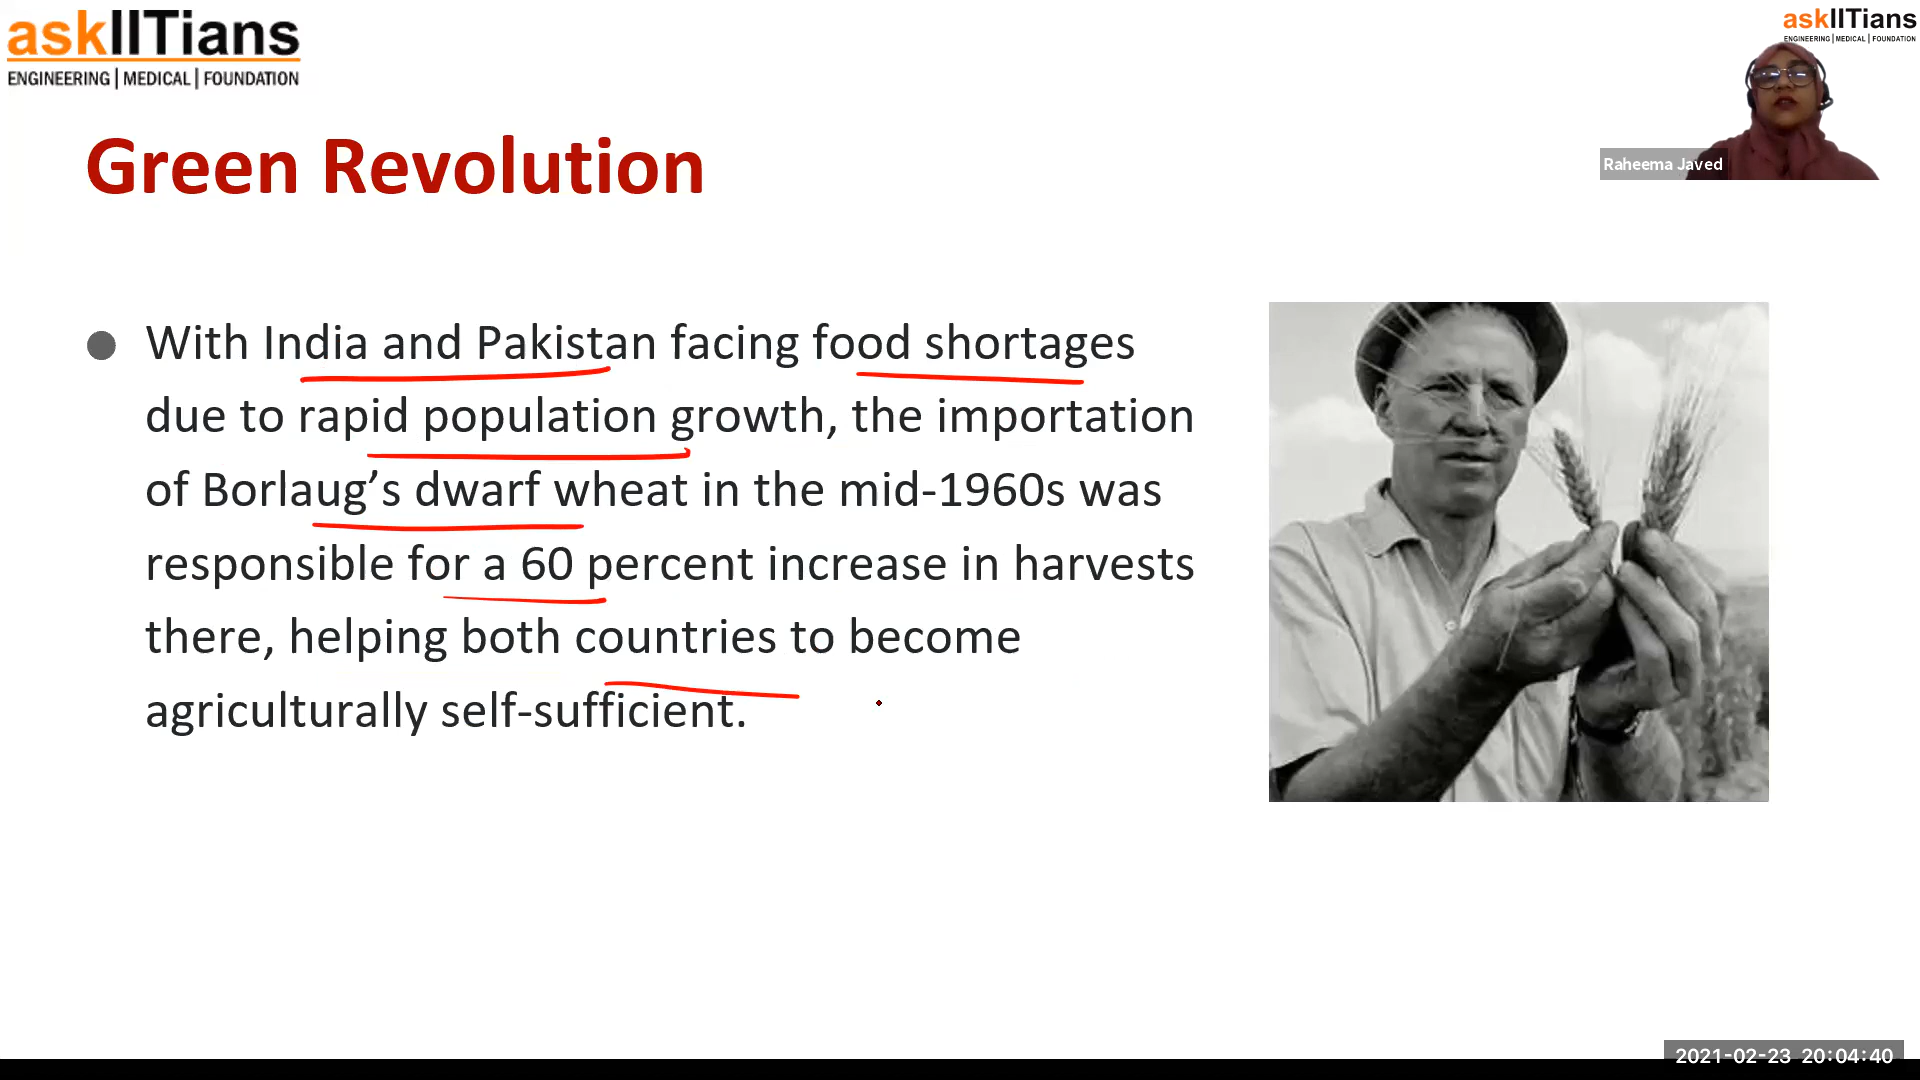 askIITians
ENGINEERING | MEDICAL | FOUNDATION
askIITians
ENGINEERING | MEDICAL | FOUNDATION
Raheema Javed
Green Revolution
● With India and Pakistan facing food shortages
due to rapid population growth, the importation
of Borlaug’s dwarf wheat in the mid-1960s was
responsible for a 60 percent increase in harvests
there, helping both countries to become
agriculturally self-sufficient.
2021-02-23 20:04:40